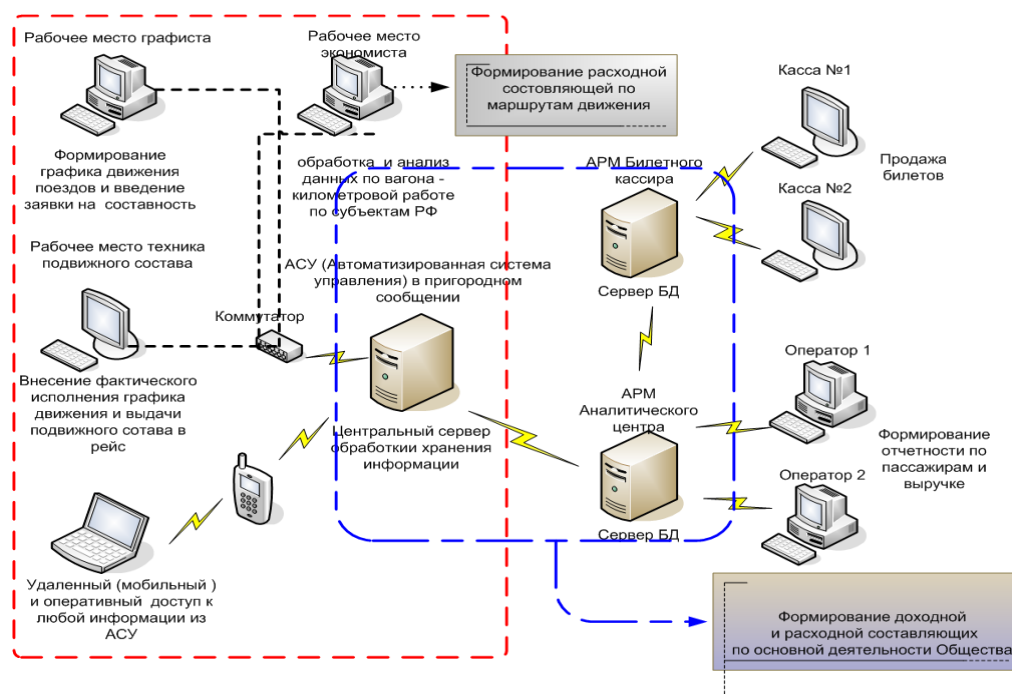 Рабочее место графиста
Формирование
графика движения
поездов и введение
заявки на составность
Рабочее место
экономиста
обработка и анализ
данных по вагона -
километровой работе
по субъектам РФ
Формирование расходной
состовляющей по
маршрутам движения
АРМ Билетного
кассира
Сервер БД
Касса №1
Продажа
билетов
Касса №2
Рабочее место техника
подвижного состава
Внесение фактического
исполнения графика
движения и выдачи
подвижного сотава в
рейс
Коммутатор
АСУ (Автоматизированная система
управления) в пригородном
сообщении
Центральный сервер
обработкии хранения
информации
АРМ
Аналитического
центра
Сервер БД
Оператор 1
Формирование
отчетности по
пассажирам и
выручке
Оператор 2
Удаленный (мобильный )
и оперативный доступ к
любой информации из
АСУ
Формирование доходной
и расходной составляющих
по основной деятельности Общества